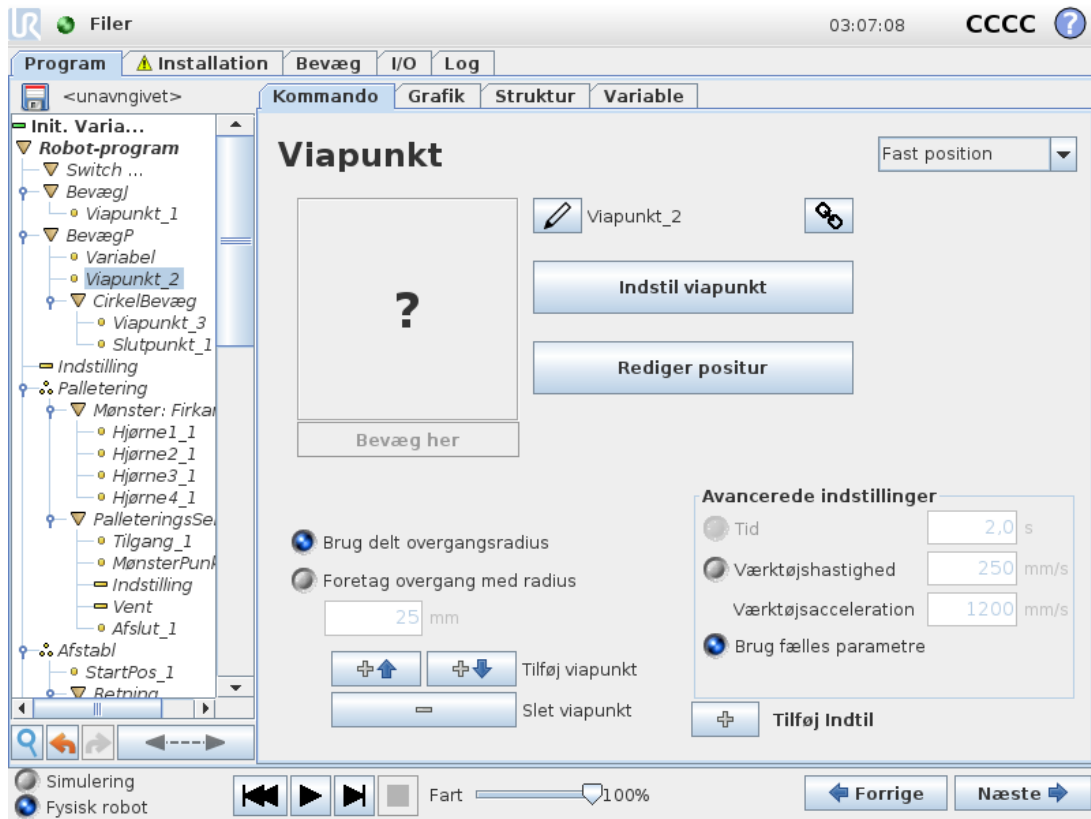 UR Filer 03:07:08 CCCC ?
Program Installation Bevæg I/O Log
<unavngivet>
Kommando Grafik Struktur Variable
Init. Varia...
Robot-program
Switch ...
BevægJ
Viapunkt_1
BevægP
Variabel
Viapunkt_2
CirkelBevæg
Viapunkt_3
Slutpunkt_1
Indstilling
Palletering
Mønster: Firkan
Hjørne1_1
Hjørne2_1
Hjørne3_1
Hjørne4_1
PalleteringsSe
Tilgang_1
MønsterPunk
Indstilling
Vent
Afslut_1
Afstabl
StartPos_1
Retning
Viapunkt
Fast position
?
Viapunkt_2
Indstil viapunkt
Rediger positur
Bevæg her
Brug delt overgangsradius
Foretag overgang med radius
25 mm
Tilføj viapunkt
Slet viapunkt
Avancerede indstillinger
Tid 2,0 s
Værktøjshastighed 250 mm/s
Værktøjsacceleration 1200 mm/s
Brug fælles parametre
Tilføj Indtil
Simulering
Fysisk robot
Fart 100%
Forrige Næste